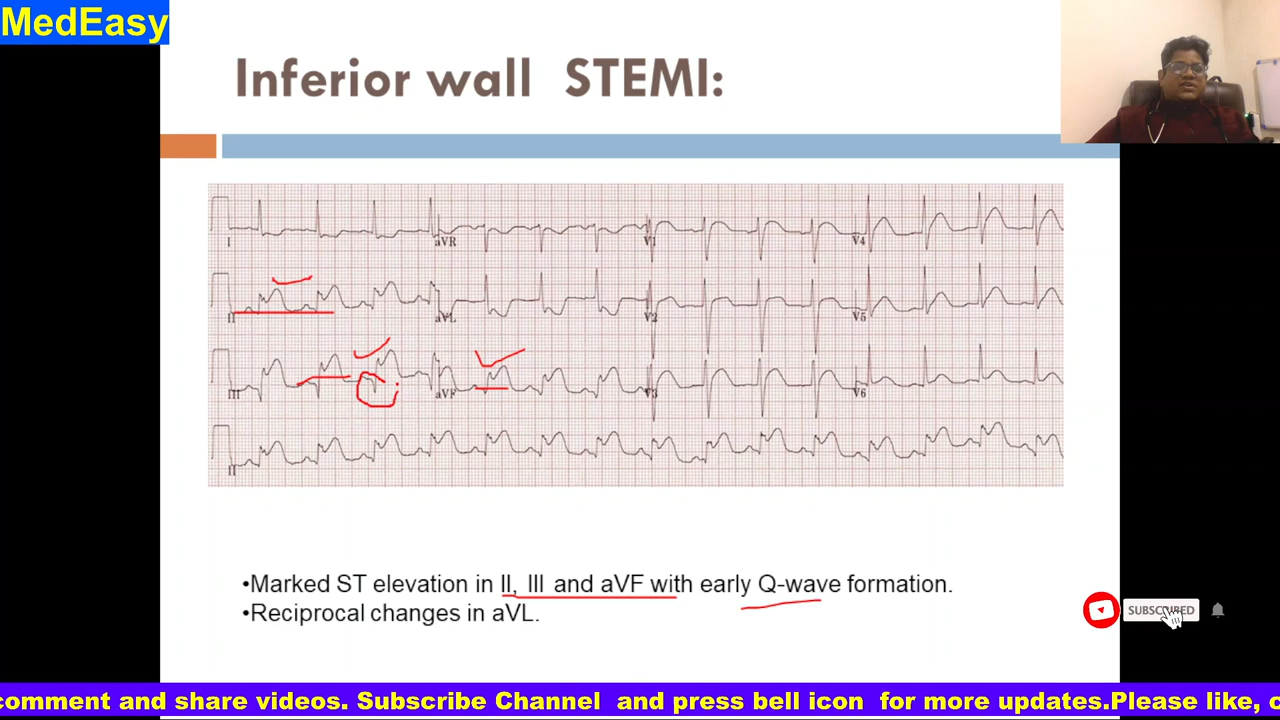 MedEasy
Inferior wall STEMI:
I aVR V1 V4
II aVL V2 V5
III aVF V3 V6
II
•Marked ST elevation in II, III and aVF with early Q-wave formation.
•Reciprocal changes in aVL.
SUBSCRIBED
comment and share videos. Subscribe Channel and press bell icon for more updates.Please like, c